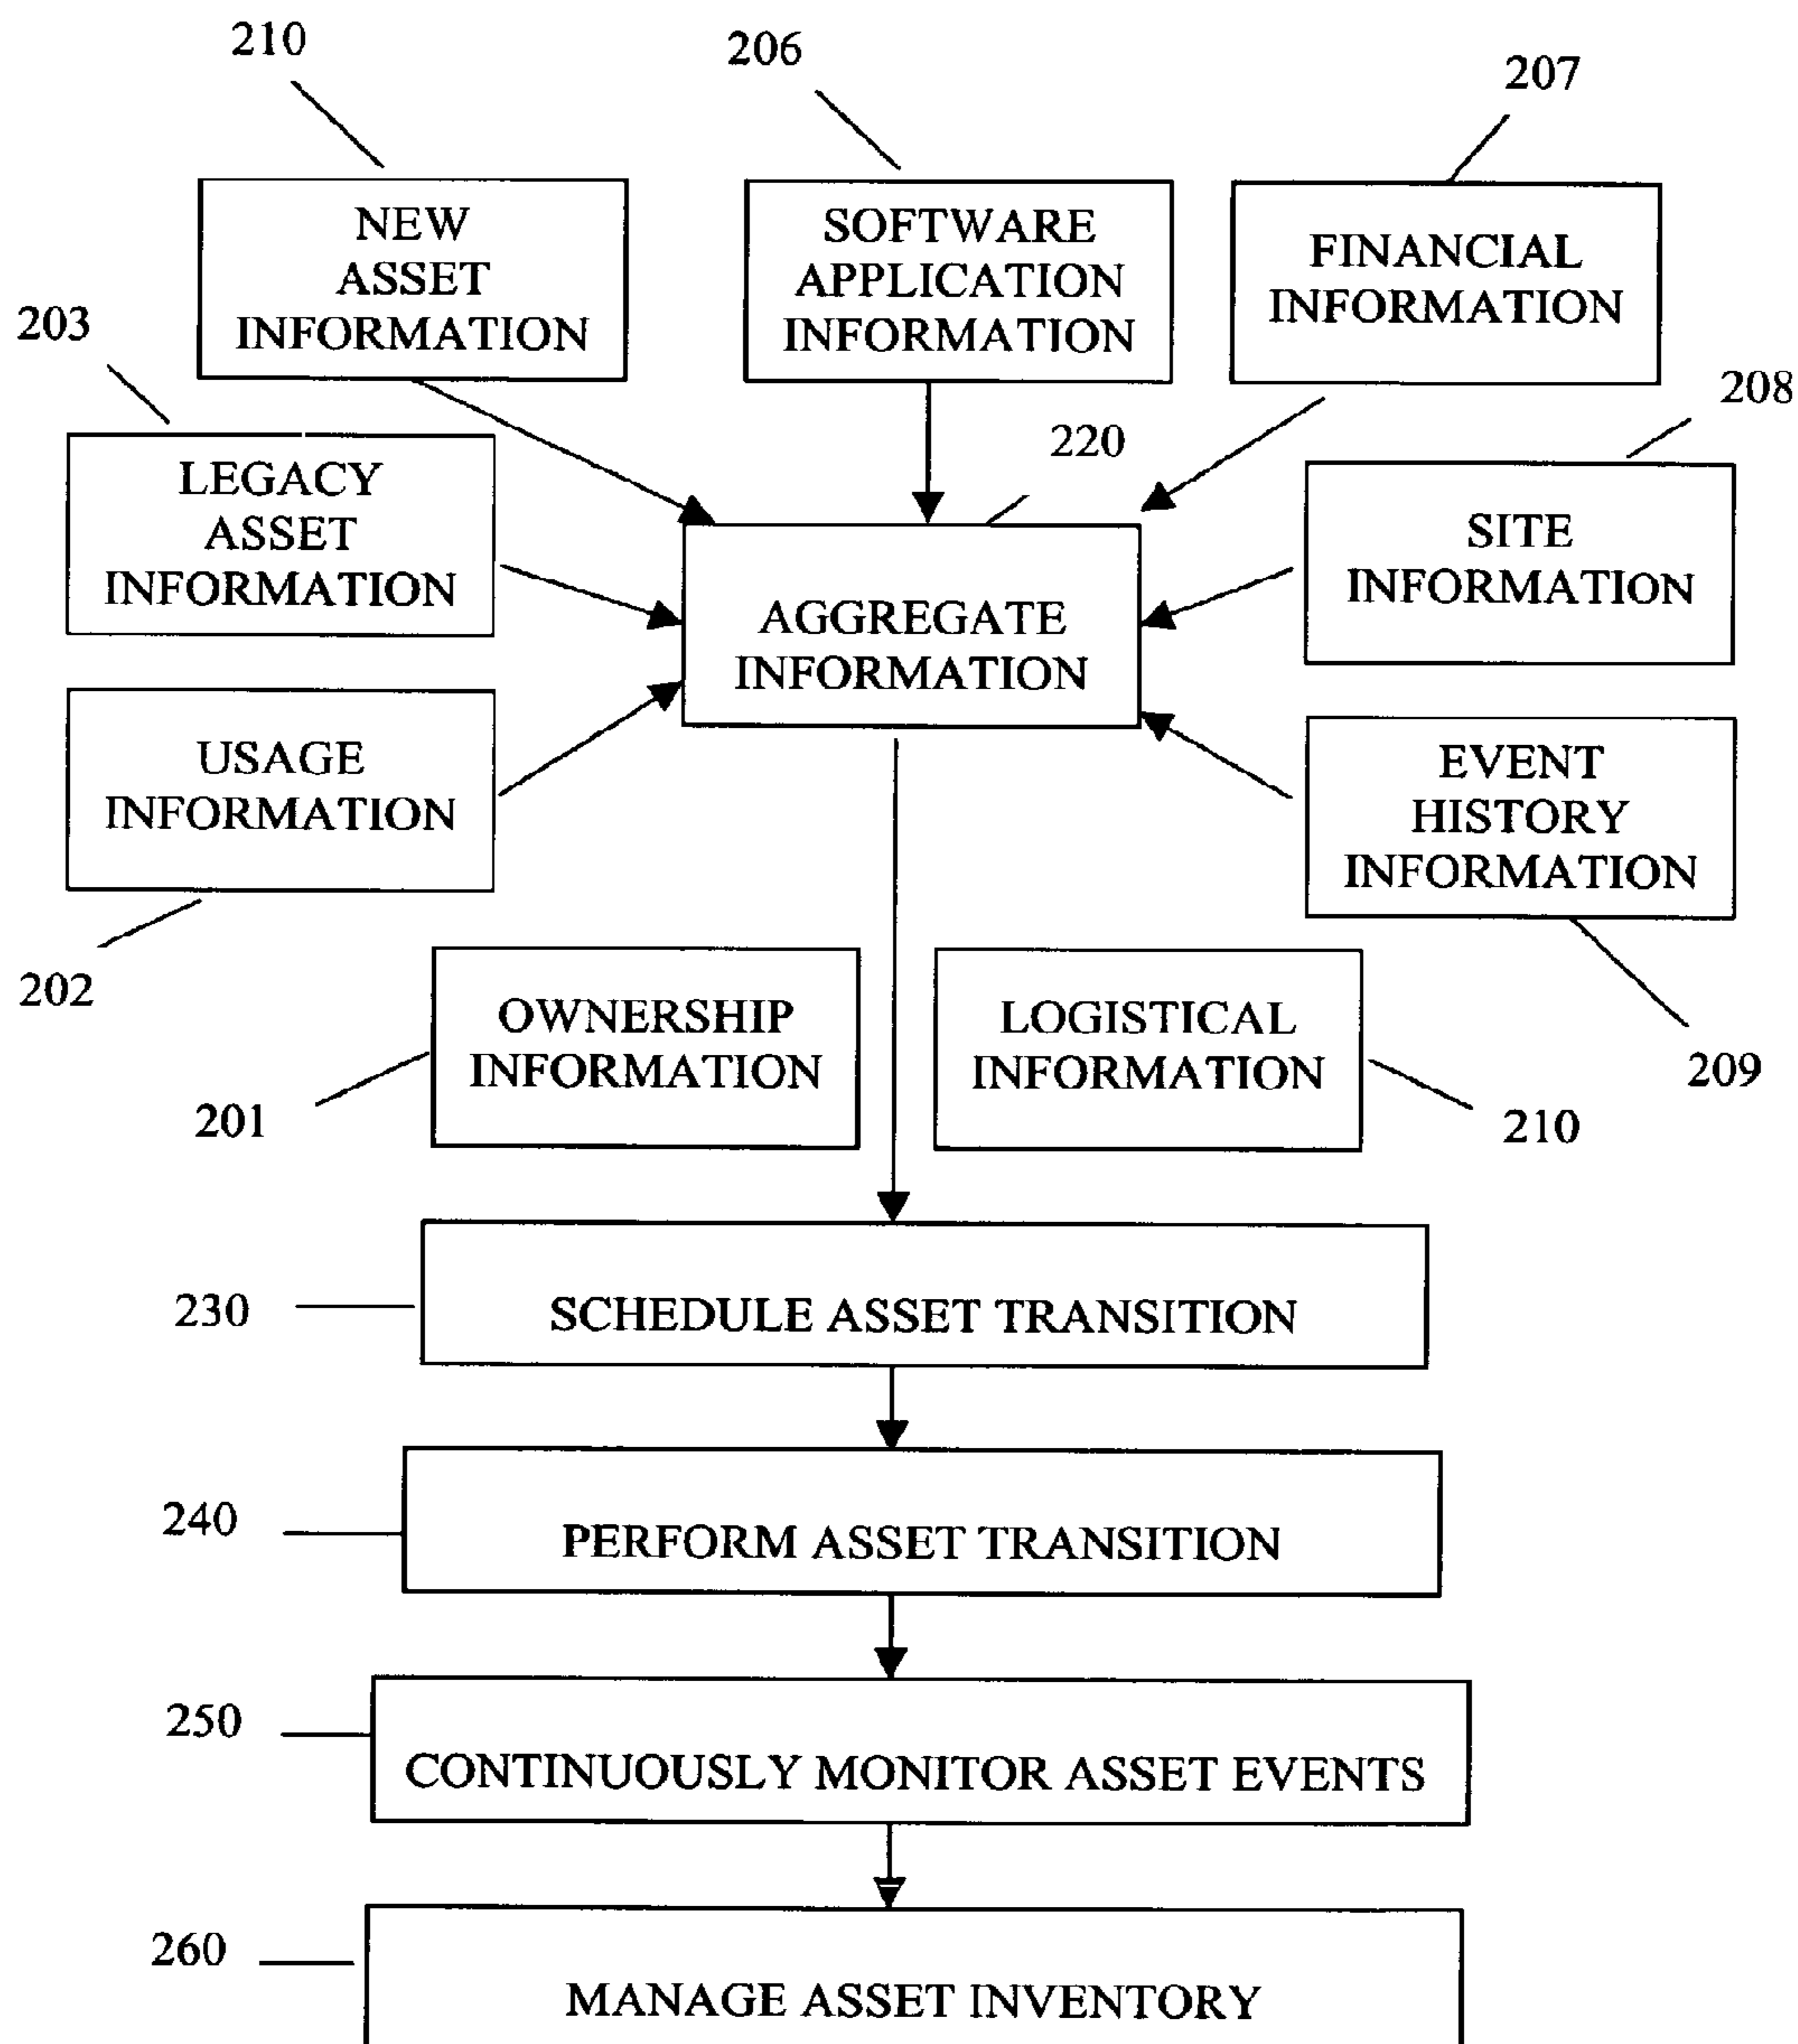 210
206
207
NEW
ASSET
INFORMATION
SOFTWARE
APPLICATION
INFORMATION
FINANCIAL
INFORMATION
203
208
220
LEGACY
ASSET
INFORMATION
SITE
INFORMATION
AGGREGATE
INFORMATION
USAGE
INFORMATION
EVENT
HISTORY
INFORMATION
202
OWNERSHIP
INFORMATION
LOGISTICAL
INFORMATION
209
201
210
230
SCHEDULE ASSET TRANSITION
240
PERFORM ASSET TRANSITION
250
CONTINUOUSLY MONITOR ASSET EVENTS
260
MANAGE ASSET INVENTORY